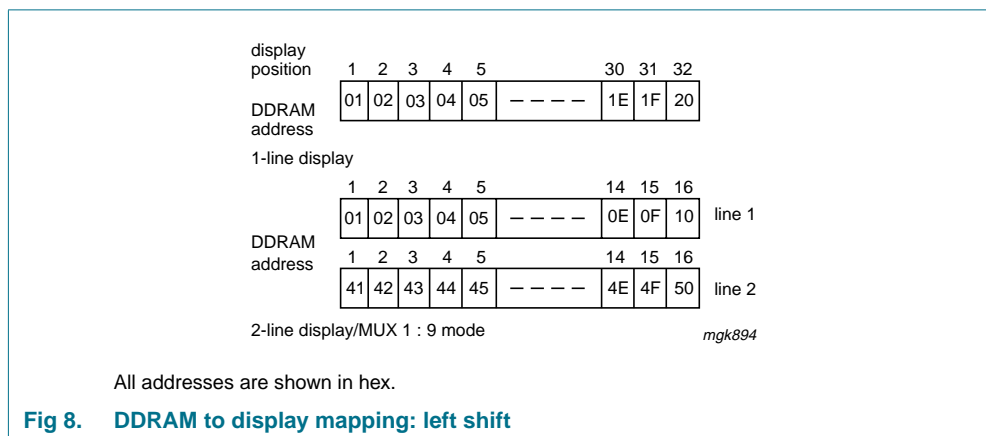 display
position 1 2 3 4 5 30 31 32
01 02 03 04 05 – – – – 1E 1F 20
DDRAM
address
1-line display
1 2 3 4 5 14 15 16
01 02 03 04 05 – – – – 0E 0F 10 line 1
DDRAM
address 1 2 3 4 5 14 15 16
41 42 43 44 45 – – – – 4E 4F 50 line 2
2-line display/MUX 1 : 9 mode
mgk894
All addresses are shown in hex.
Fig 8. DDRAM to display mapping: left shift